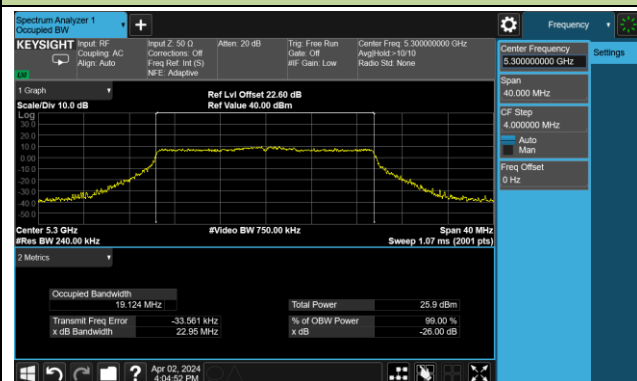 Spectrum Analyzer 1
Occupied BW
+
Frequency
KEYSIGHT
Input: RF
Coupling: AC
Align: Auto
Input Z: 50 Ω
Corrections: Off
Freq Ref: Int (S)
NFE: Adaptive
Atten: 20 dB
Trig: Free Run
Gate: Off
#IF Gain: Low
Center Freq: 5.300000000 GHz
Avg|Hold:>10/10
Radio Std: None
Center Frequency
5.300000000 GHz
Settings
Span
40.000 MHz
CF Step
4.000000 MHz
Auto
Man
Freq Offset
0 Hz
1 Graph
Scale/Div 10.0 dB
Ref Lvl Offset 22.60 dB
Ref Value 40.00 dBm
Log
30.0
20.0
10.0
0.00
-10.0
-20.0
-30.0
-40.0
-50.0
Center 5.3 GHz
#Res BW 240.00 kHz
#Video BW 750.00 kHz
Span 40 MHz
Sweep 1.07 ms (2001 pts)
2 Metrics
Occupied Bandwidth
19.124 MHz
Transmit Freq Error -33.561 kHz
x dB Bandwidth 22.95 MHz
Total Power 25.9 dBm
% of OBW Power 99.00 %
x dB -26.00 dB
?
Apr 02, 2024
4:04:52 PM